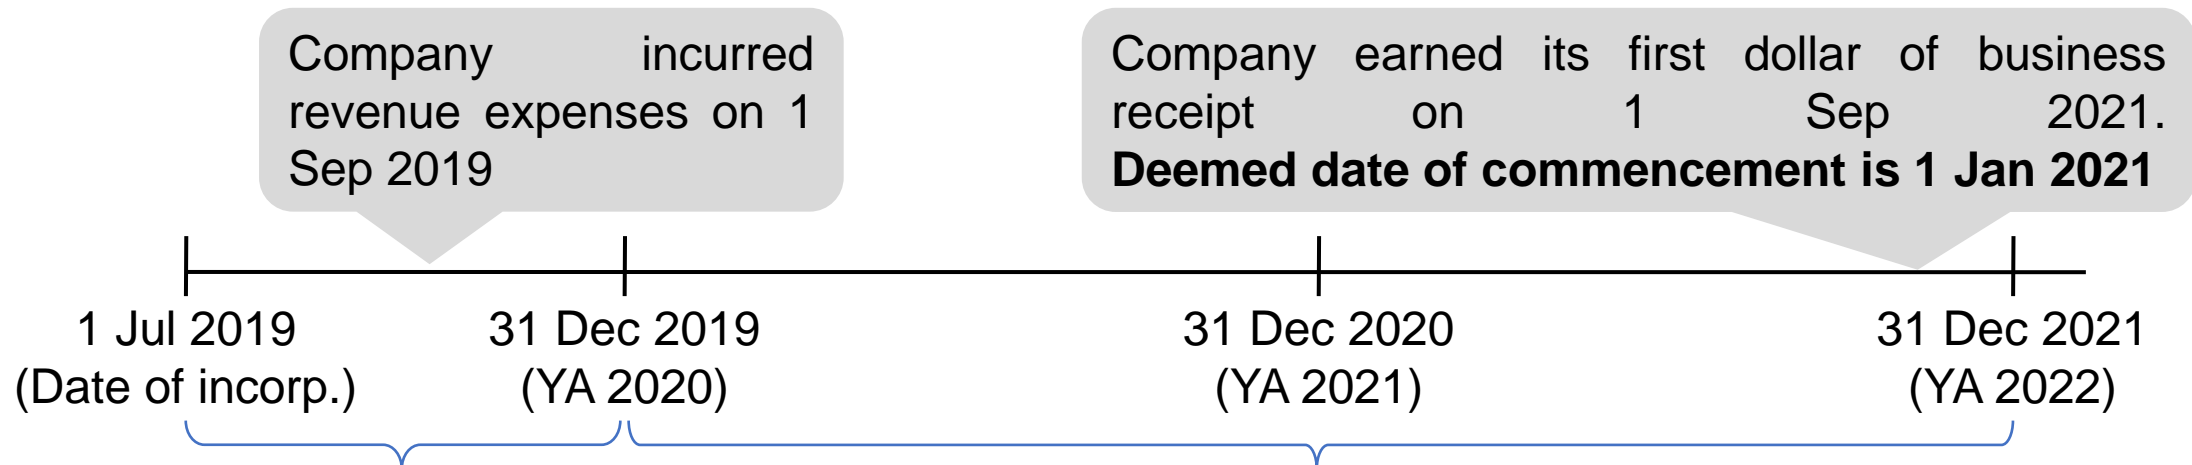 Company incurred
revenue expenses on 1
Sep 2019
Company earned its first dollar of business
receipt on 1 Sep 2021.
Deemed date of commencement is 1 Jan 2021
1 Jul 2019
(Date of incorp.)
31 Dec 2019
(YA 2020)
31 Dec 2020
(YA 2021)
31 Dec 2021
(YA 2022)